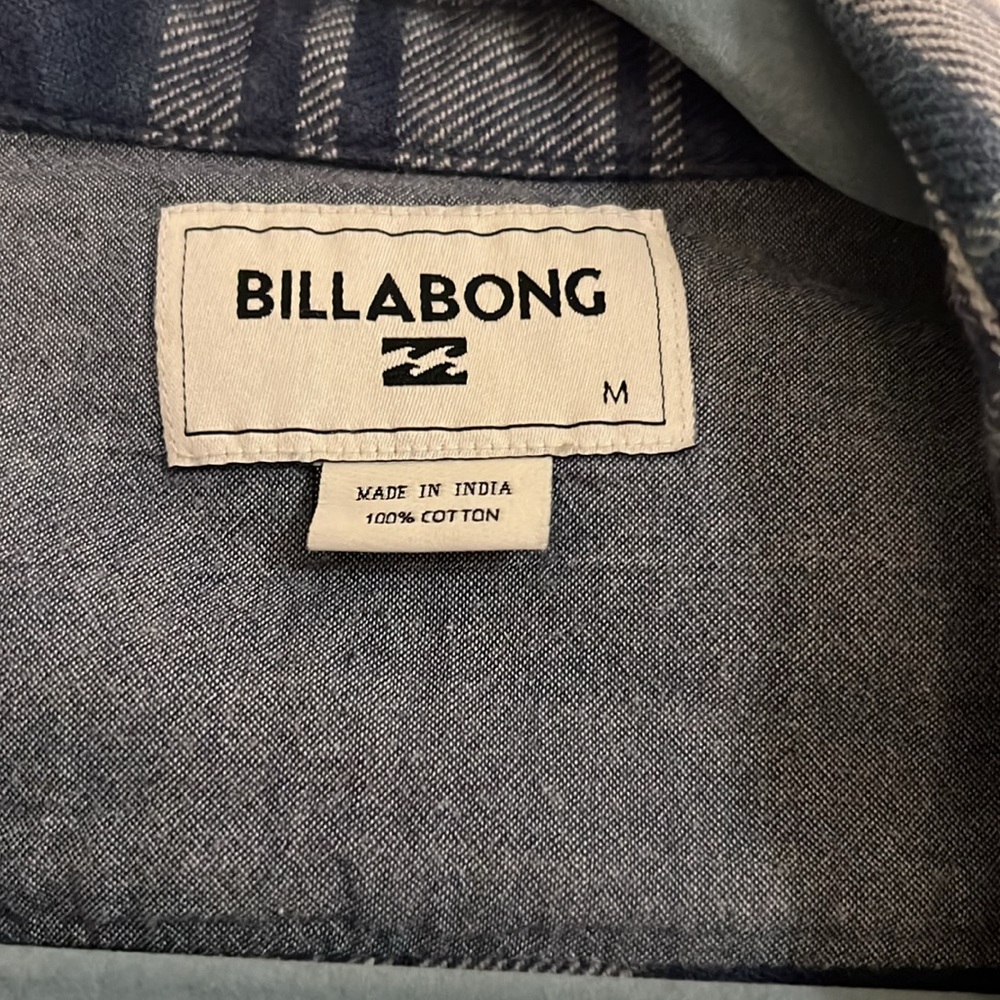 BILLABONG
M
MADE IN INDIA
100% COTTON